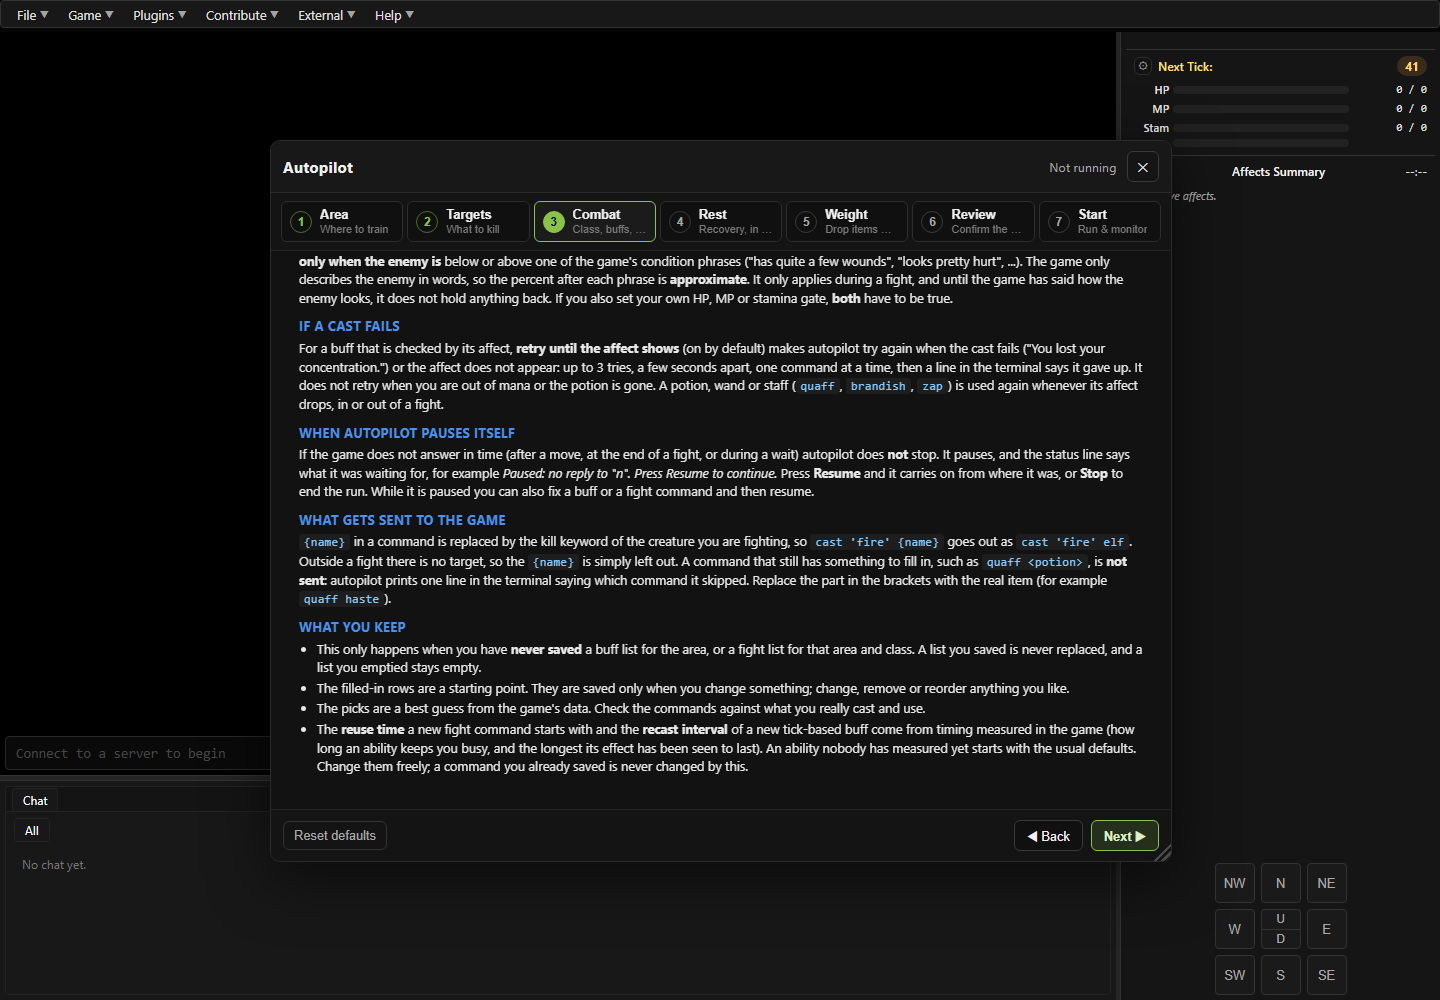 File ▼ Game ▼ Plugins ▼ Contribute ▼ External ▼ Help ▼
Next Tick: 41
HP 0 / 0
MP 0 / 0
Stam 0 / 0
Affects Summary --:--
ve affects.
Autopilot Not running ✕
1 Area Where to train
2 Targets What to kill
3 Combat Class, buffs, ...
4 Rest Recovery, in ...
5 Weight Drop items ...
6 Review Confirm the ...
7 Start Run & monitor
only when the enemy is below or above one of the game's condition phrases ("has quite a few wounds", "looks pretty hurt", ...). The game only
describes the enemy in words, so the percent after each phrase is approximate. It only applies during a fight, and until the game has said how the
enemy looks, it does not hold anything back. If you also set your own HP, MP or stamina gate, both have to be true.
IF A CAST FAILS
For a buff that is checked by its affect, retry until the affect shows (on by default) makes autopilot try again when the cast fails ("You lost your
concentration.") or the affect does not appear: up to 3 tries, a few seconds apart, one command at a time, then a line in the terminal says it gave up. It
does not retry when you are out of mana or the potion is gone. A potion, wand or staff ( quaff , brandish , zap ) is used again whenever its affect
drops, in or out of a fight.
WHEN AUTOPILOT PAUSES ITSELF
If the game does not answer in time (after a move, at the end of a fight, or during a wait) autopilot does not stop. It pauses, and the status line says
what it was waiting for, for example Paused: no reply to "n". Press Resume to continue. Press Resume and it carries on from where it was, or Stop to
end the run. While it is paused you can also fix a buff or a fight command and then resume.
WHAT GETS SENT TO THE GAME
{name} in a command is replaced by the kill keyword of the creature you are fighting, so cast 'fire' {name} goes out as cast 'fire' elf .
Outside a fight there is no target, so the {name} is simply left out. A command that still has something to fill in, such as quaff <potion> , is not
sent: autopilot prints one line in the terminal saying which command it skipped. Replace the part in the brackets with the real item (for example
quaff haste ).
WHAT YOU KEEP
• This only happens when you have never saved a buff list for the area, or a fight list for that area and class. A list you saved is never replaced, and a
list you emptied stays empty.
• The filled-in rows are a starting point. They are saved only when you change something; change, remove or reorder anything you like.
• The picks are a best guess from the game's data. Check the commands against what you really cast and use.
• The reuse time a new fight command starts with and the recast interval of a new tick-based buff come from timing measured in the game (how
long an ability keeps you busy, and the longest its effect has been seen to last). An ability nobody has measured yet starts with the usual defaults.
Change them freely; a command you already saved is never changed by this.
Reset defaults ◀ Back Next ▶
Connect to a server to begin
Chat
All
No chat yet.
NW N NE
W U D E
SW S SE